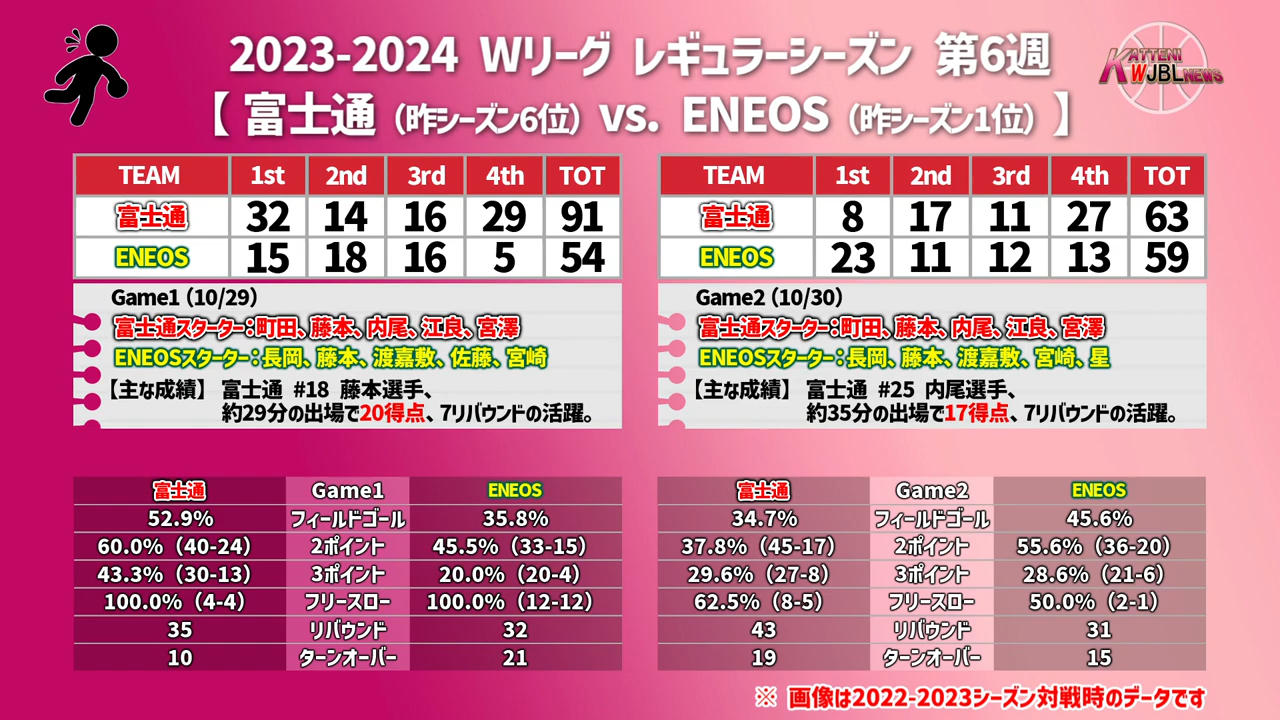 2023-2024 Wリーグ レギュラーシーズン 第6週
【 富士通（昨シーズン6位） vs. ENEOS（昨シーズン1位） 】
KATTENI
WJBL NEWS
TEAM 1st 2nd 3rd 4th TOT
富士通 32 14 16 29 91
ENEOS 15 18 16 5 54
Game1（10/29）
富士通スターター：町田、藤本、内尾、江良、宮澤
ENEOSスターター：長岡、藤本、渡嘉敷、佐藤、宮崎
【主な成績】 富士通 #18 藤本選手、
約29分の出場で20得点、7リバウンドの活躍。
TEAM 1st 2nd 3rd 4th TOT
富士通 8 17 11 27 63
ENEOS 23 11 12 13 59
Game2（10/30）
富士通スターター：町田、藤本、内尾、江良、宮澤
ENEOSスターター：長岡、藤本、渡嘉敷、宮崎、星
【主な成績】 富士通 #25 内尾選手、
約35分の出場で17得点、7リバウンドの活躍。
富士通 Game1 ENEOS
52.9% フィールドゴール 35.8%
60.0%（40-24） 2ポイント 45.5%（33-15）
43.3%（30-13） 3ポイント 20.0%（20-4）
100.0%（4-4） フリースロー 100.0%（12-12）
35 リバウンド 32
10 ターンオーバー 21
富士通 Game2 ENEOS
34.7% フィールドゴール 45.6%
37.8%（45-17） 2ポイント 55.6%（36-20）
29.6%（27-8） 3ポイント 28.6%（21-6）
62.5%（8-5） フリースロー 50.0%（2-1）
43 リバウンド 31
19 ターンオーバー 15
※ 画像は2022-2023シーズン対戦時のデータです